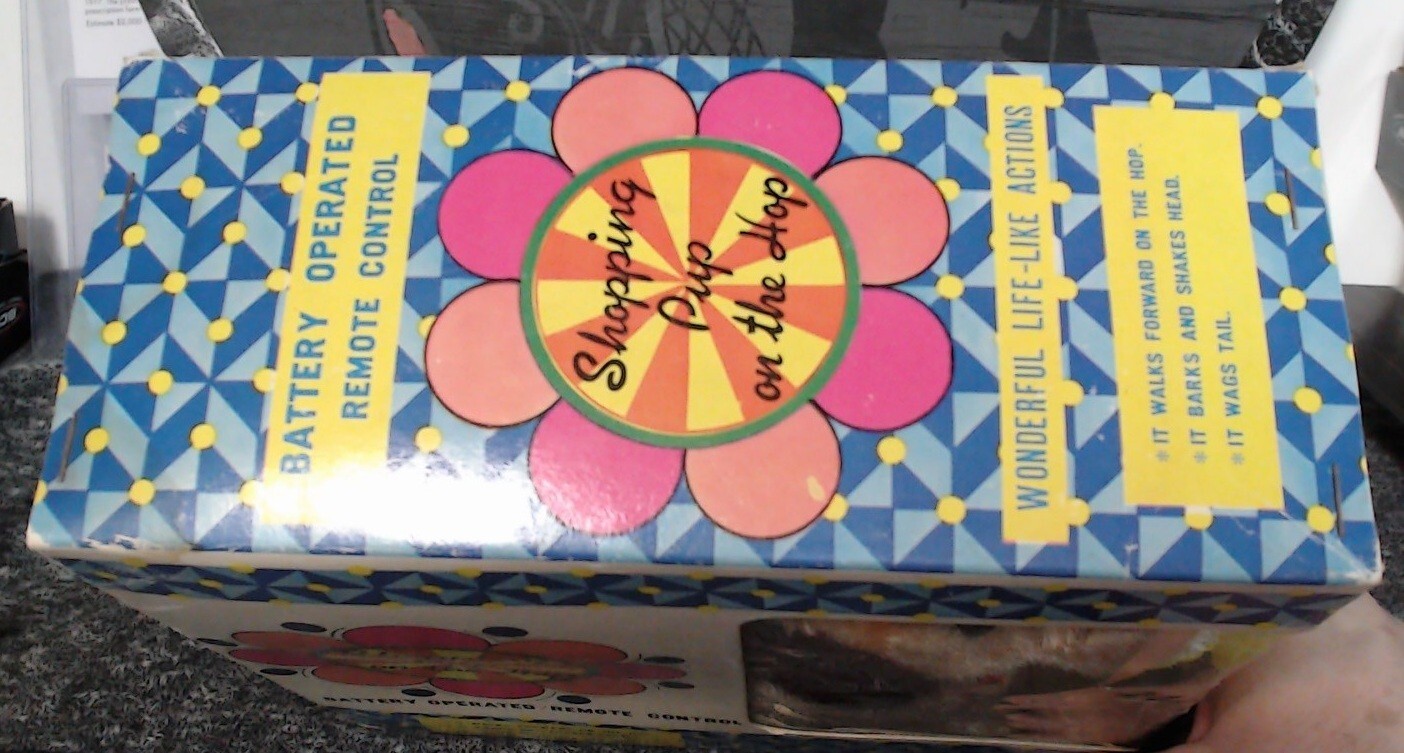 BATTERY OPERATED
REMOTE CONTROL
Shopping
Pup
on the Hop
WONDERFUL LIFE-LIKE ACTIONS
* IT WALKS FORWARD ON THE HOP.
* IT BARKS AND SHAKES HEAD.
* IT WAGS TAIL.
BATTERY OPERATED REMOTE CONTROL